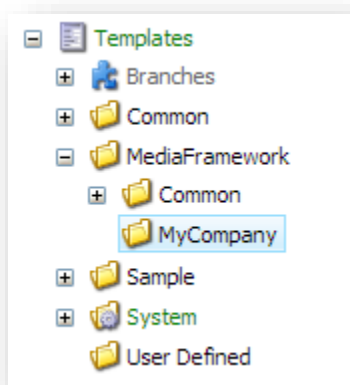 Templates
Branches
Common
MediaFramework
Common
MyCompany
Sample
System
User Defined